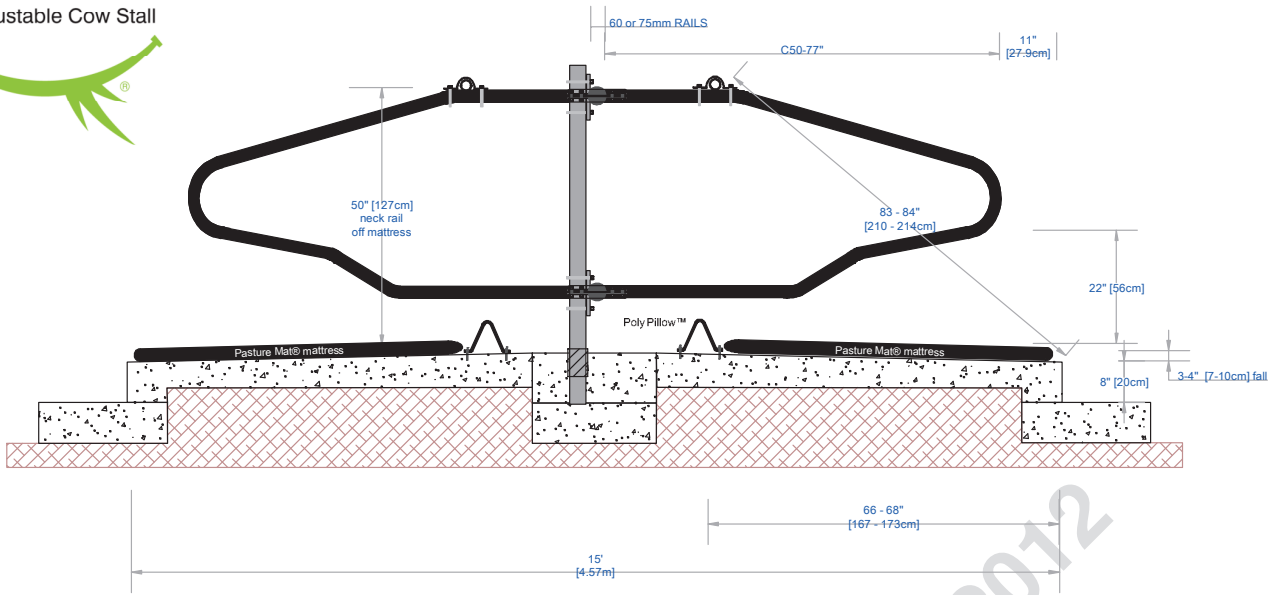 60 or 75mm RAILS
C50-77"
11"
[27.9cm]
®
50" [127cm]
neck rail
off mattress
83 - 84"
[210 - 214cm]
22" [56cm]
Poly Pillow™
Pasture Mat® mattress
Pasture Mat® mattress
8" [20cm]
3-4" [7-10cm] fall
66 - 68"
[167 - 173cm]
15'
[4.57m]
Cow Stall
2012